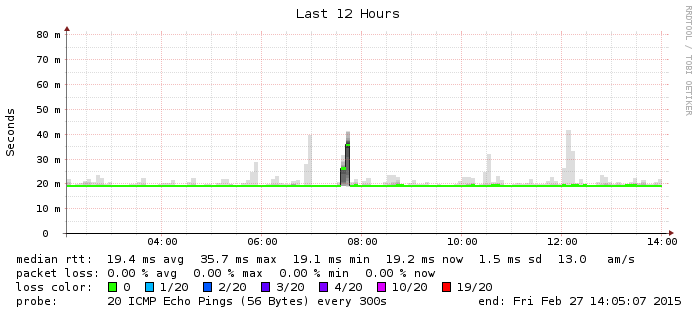 Last 12 Hours
RRDTOOL / TOBI OETIKER
Seconds
80 m
70 m
60 m
50 m
40 m
30 m
20 m
10 m
0
04:00 06:00 08:00 10:00 12:00 14:00
median rtt: 19.4 ms avg 35.7 ms max 19.1 ms min 19.2 ms now 1.5 ms sd 13.0 am/s
packet loss: 0.00 % avg 0.00 % max 0.00 % min 0.00 % now
loss color: 0 1/20 2/20 3/20 4/20 10/20 19/20
probe: 20 ICMP Echo Pings (56 Bytes) every 300s end: Fri Feb 27 14:05:07 2015